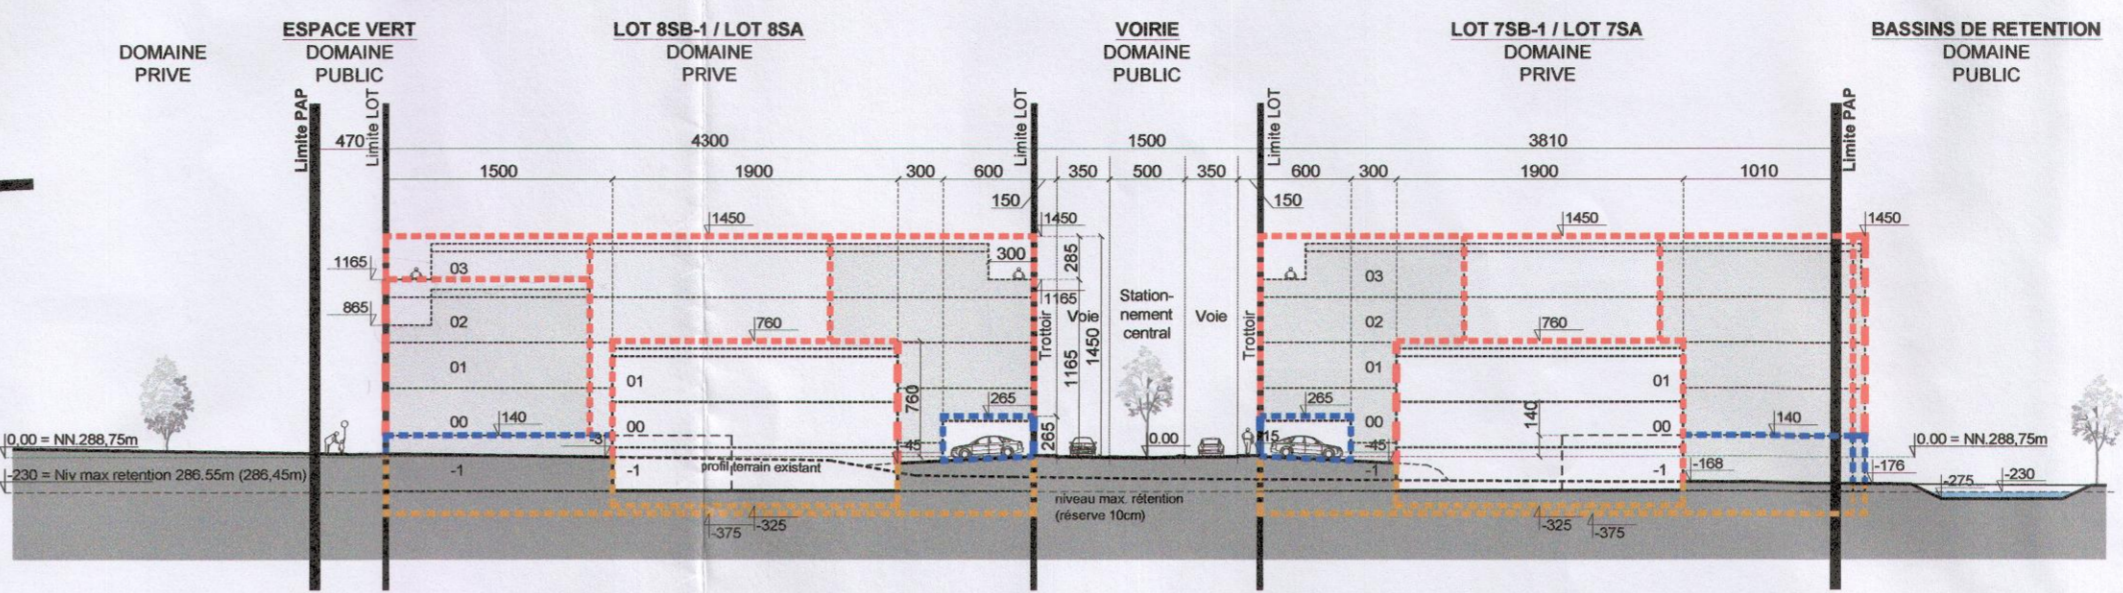 ESPACE VERT
DOMAINE
PUBLIC
LOT 8SB-1 / LOT 8SA
DOMAINE
PRIVE
VOIRIE
DOMAINE
PUBLIC
LOT 7SB-1 / LOT 7SA
DOMAINE
PRIVE
BASSINS DE RETENTION
DOMAINE
PUBLIC
DOMAINE
PRIVE
Limite PAP
Limite LOT
Limite LOT
Limite LOT
Limite PAP
470
4300
1500
3810
1500
1900
300
600
350
500
350
600
300
1900
1010
150
150
1450
1450
1450
1450
1165
865
03
02
01
00
-1
140
-3
01
00
-1
760
760
-45
265
265
300
285
1165
1165
1450
Trottoir
Voie
Station-
nement
central
Voie
Trottoir
0.00
profil terrain existant
niveau max. rétention
(réserve 10cm)
-325
-375
265
15
-45
03
02
01
00
-1
760
01
00
-1
140
140
-168
-176
-325
-375
0,00 = NN.288,75m
-230 = Niv max retention 286.55m (286,45m)
0.00 = NN.288,75m
-275
-230